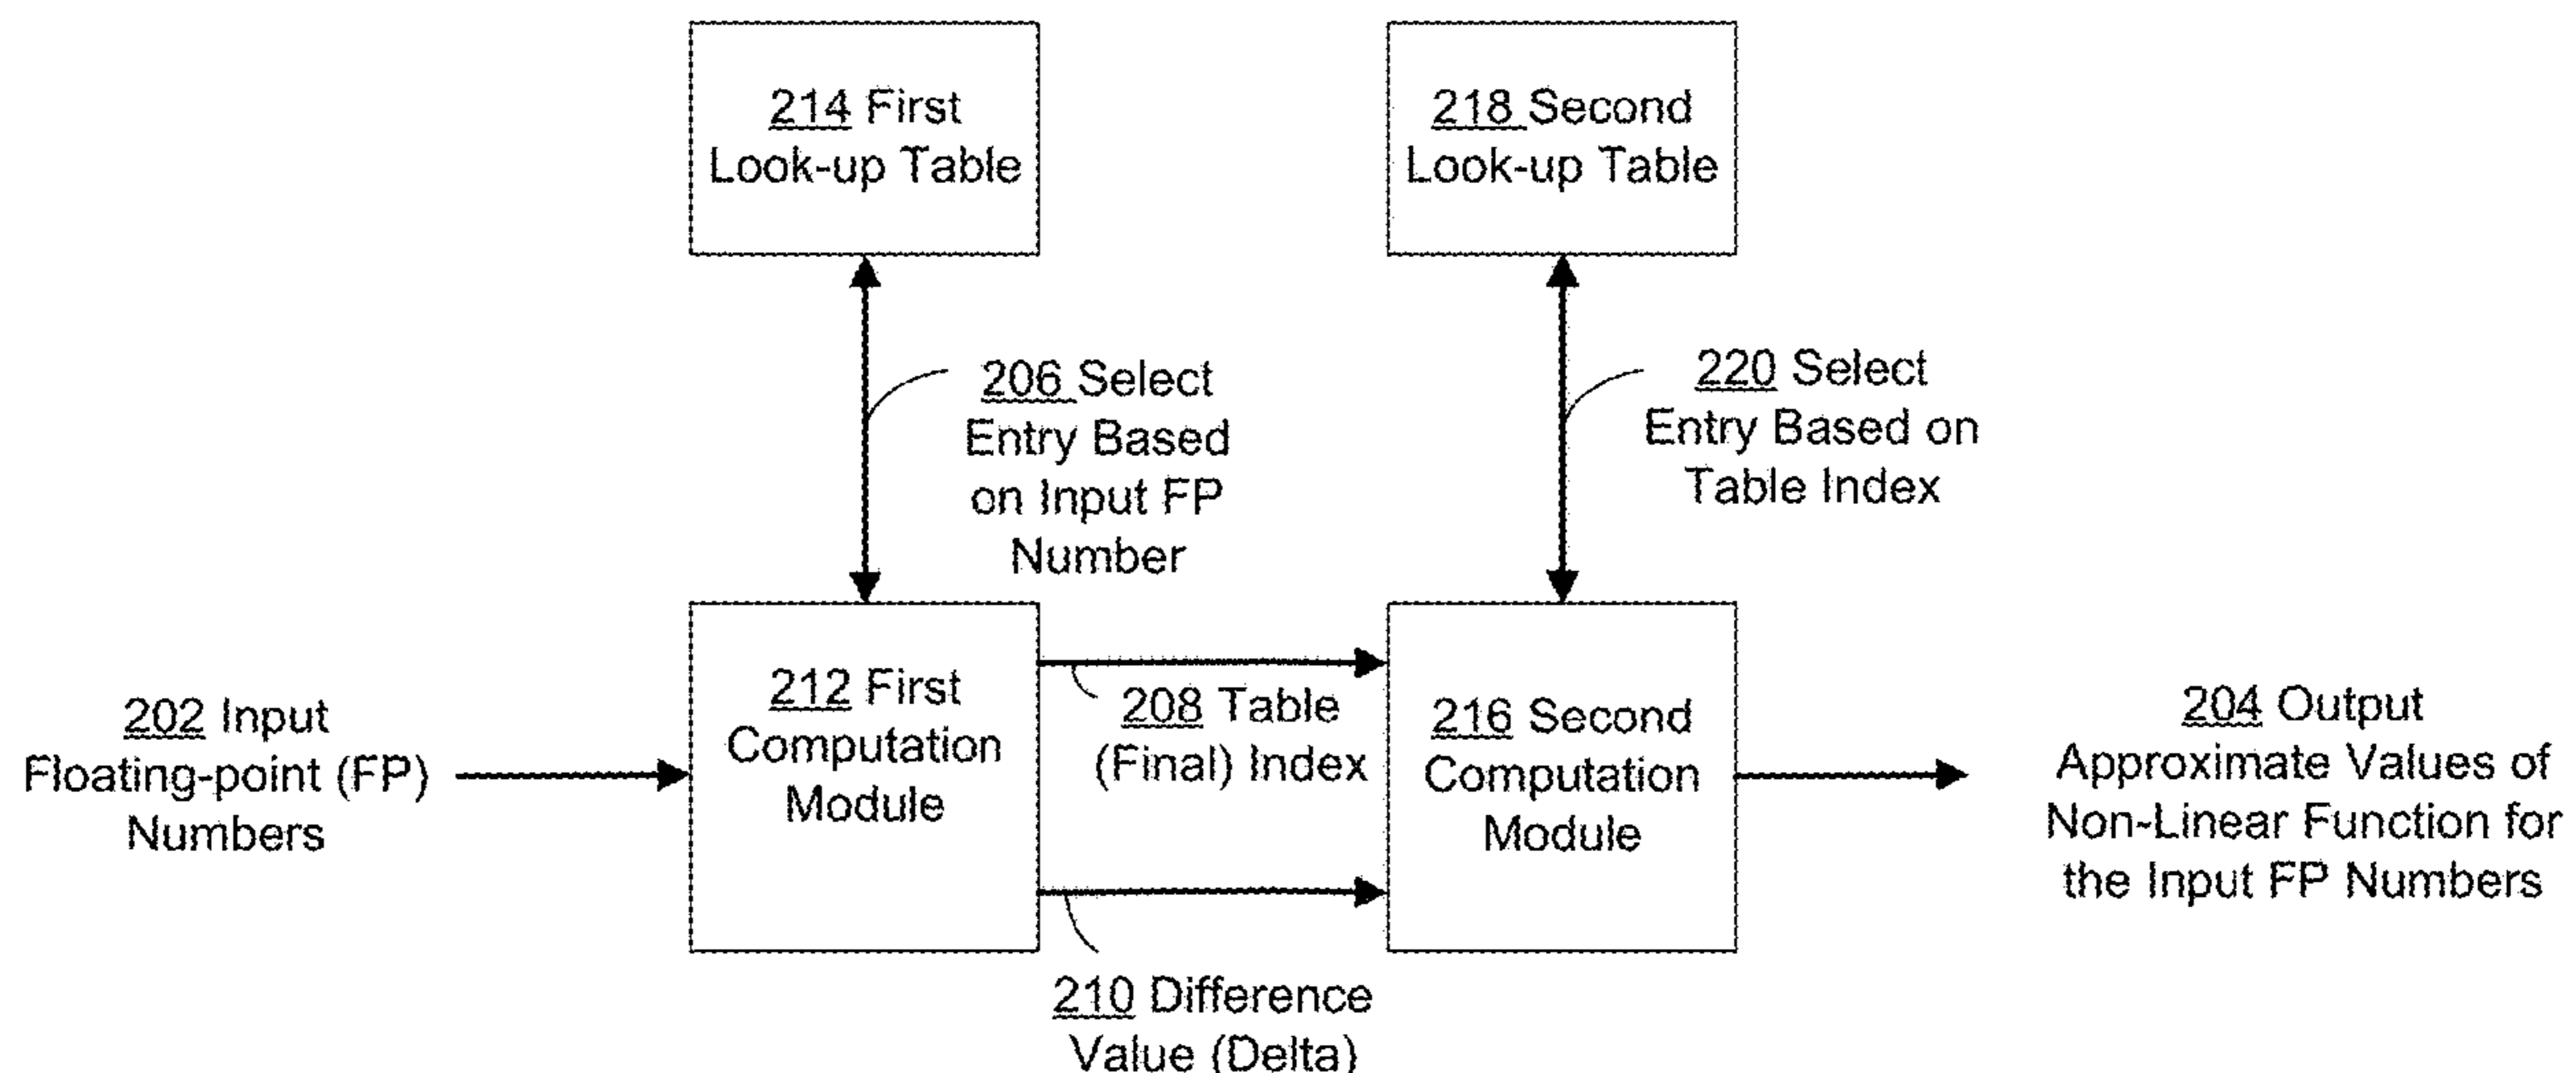 214 First
Look-up Table
218 Second
Look-up Table
206 Select
Entry Based
on Input FP
Number
220 Select
Entry Based on
Table Index
202 Input
Floating-point (FP)
Numbers
212 First
Computation
Module
208 Table
(Final) Index
210 Difference
Value (Delta)
216 Second
Computation
Module
204 Output
Approximate Values of
Non-Linear Function for
the Input FP Numbers